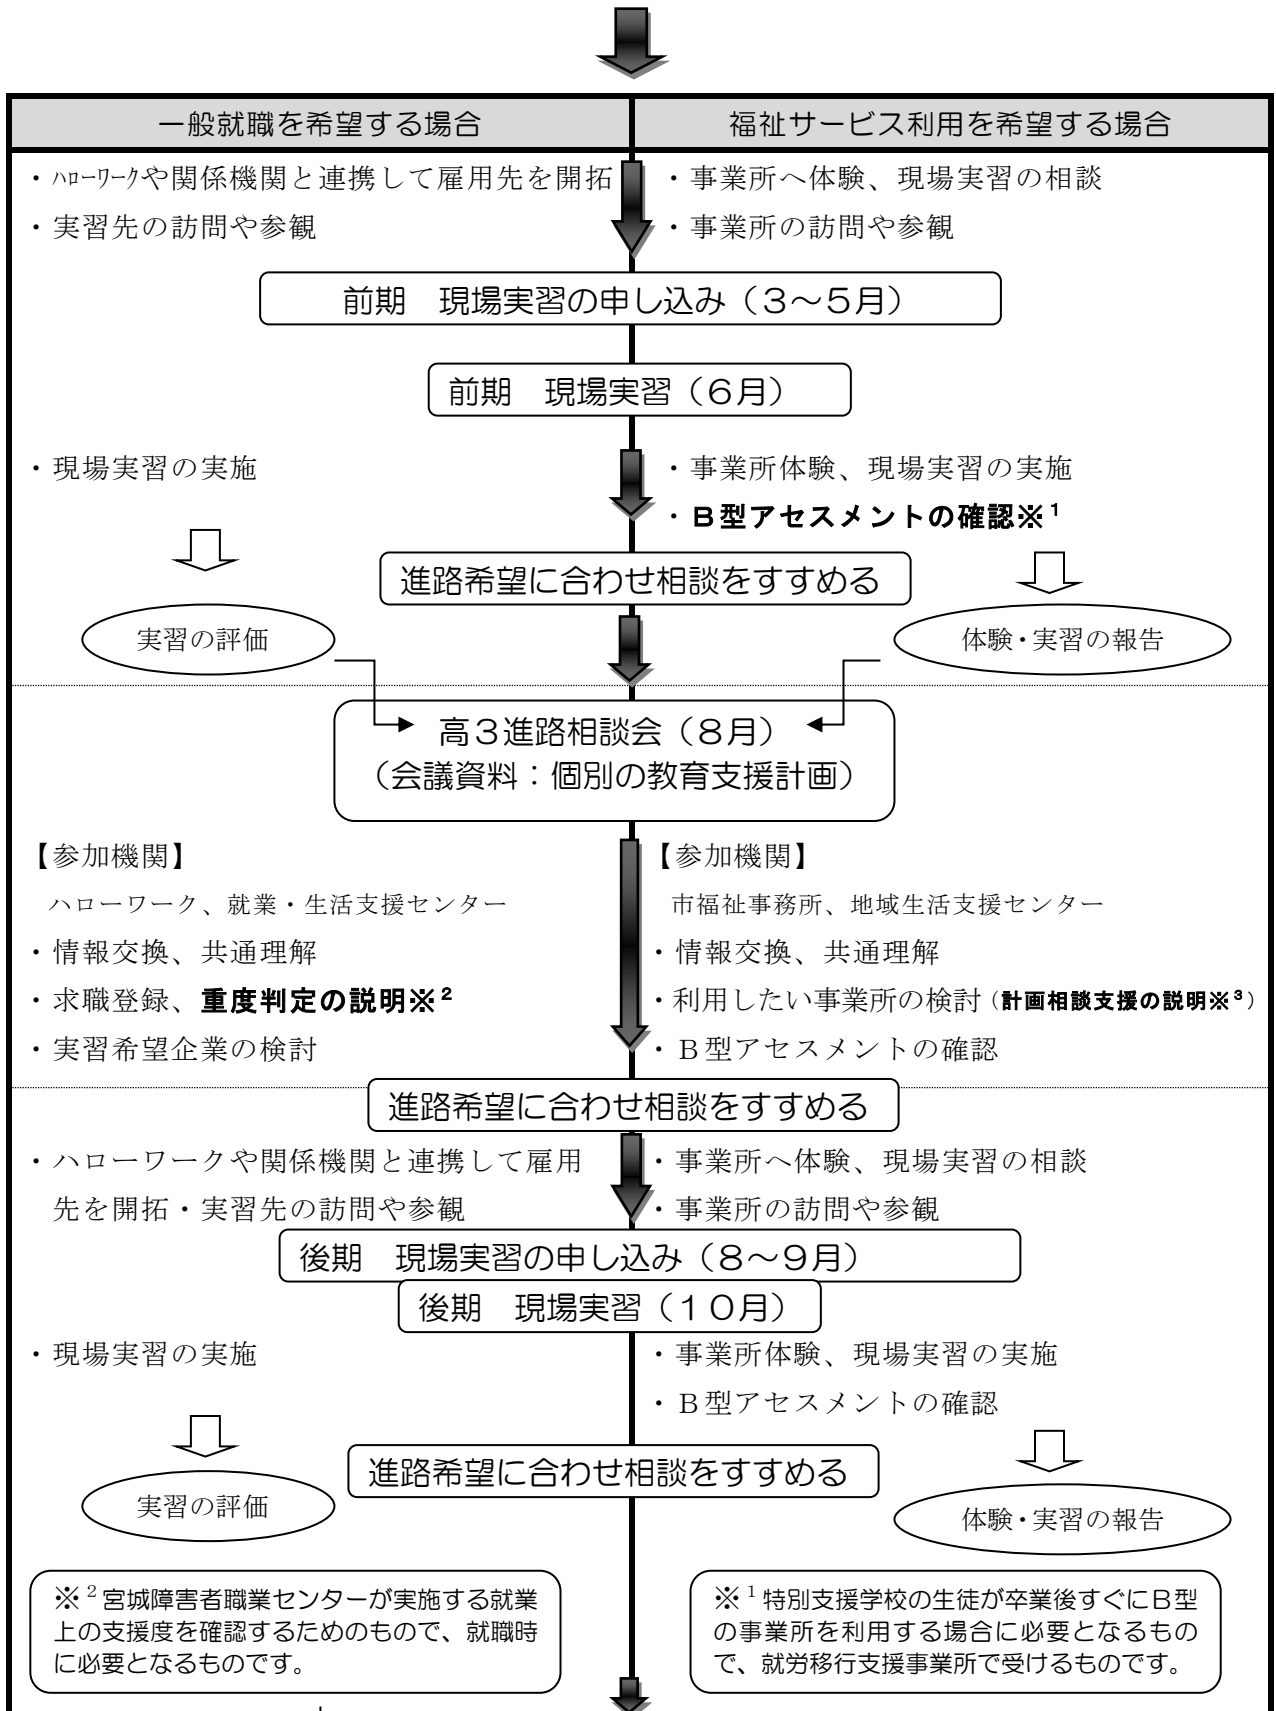 一般就職を希望する場合
福祉サービス利用を希望する場合
・ﾊﾛｰﾜｰｸや関係機関と連携して雇用先を開拓
・実習先の訪問や参観
・事業所へ体験、現場実習の相談
・事業所の訪問や参観
前期　現場実習の申し込み（３～５月）
前期　現場実習（６月）
・現場実習の実施
・事業所体験、現場実習の実施
・Ｂ型アセスメントの確認※¹
進路希望に合わせ相談をすすめる
実習の評価
体験・実習の報告
高３進路相談会（８月）
（会議資料：個別の教育支援計画）
【参加機関】
ハローワーク、就業・生活支援センター
・情報交換、共通理解
・求職登録、重度判定の説明※²
・実習希望企業の検討
【参加機関】
市福祉事務所、地域生活支援センター
・情報交換、共通理解
・利用したい事業所の検討（計画相談支援の説明※³）
・Ｂ型アセスメントの確認
進路希望に合わせ相談をすすめる
・ハローワークや関係機関と連携して雇用
先を開拓・実習先の訪問や参観
・事業所へ体験、現場実習の相談
・事業所の訪問や参観
後期　現場実習の申し込み（８～９月）
後期　現場実習（１０月）
・現場実習の実施
・事業所体験、現場実習の実施
・Ｂ型アセスメントの確認
進路希望に合わせ相談をすすめる
実習の評価
体験・実習の報告
※²宮城障害者職業センターが実施する就業
上の支援度を確認するためのもので、就職時
に必要となるものです。
※¹特別支援学校の生徒が卒業後すぐにＢ型
の事業所を利用する場合に必要となるもの
で、就労移行支援事業所で受けるものです。